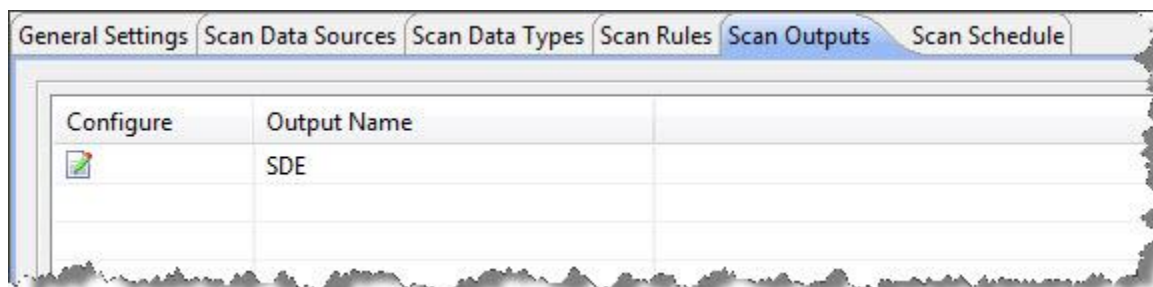 General Settings Scan Data Sources Scan Data Types Scan Rules Scan Outputs Scan Schedule
Configure Output Name
SDE